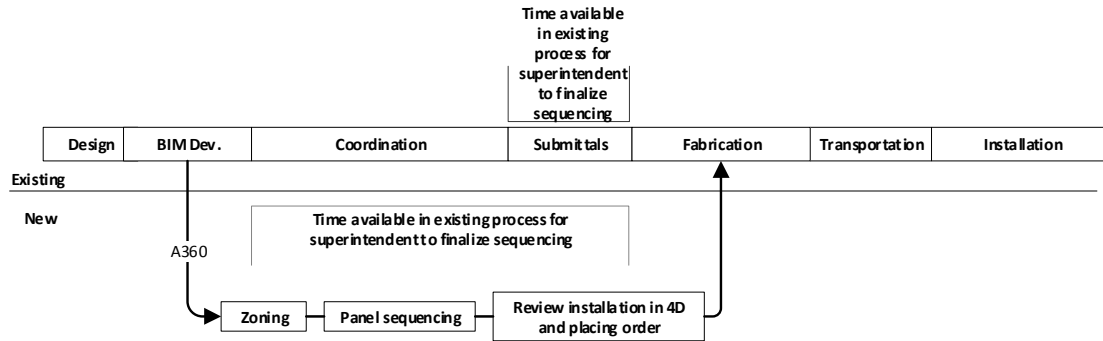 Time available
in existing
process for
superintendent
to finalize
sequencing
Design
BIM Dev.
Coordination
Submittals
Fabrication
Transportation
Installation
Existing
New
Time available in existing process for
superintendent to finalize sequencing
A360
Zoning
Panel sequencing
Review installation in 4D
and placing order